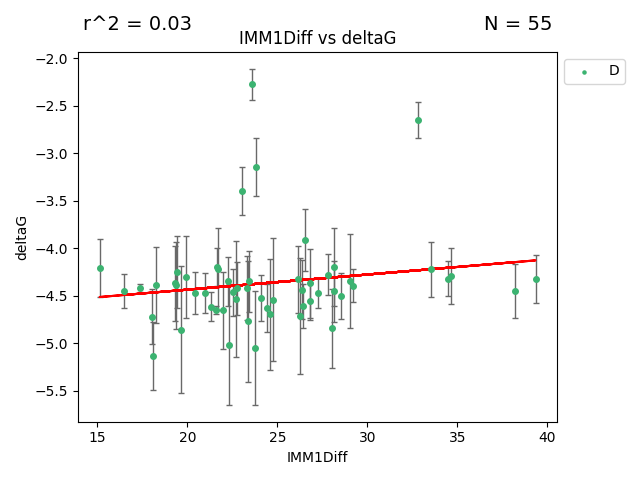 r^2 = 0.03
N = 55
IMM1Diff vs deltaG
D
−2.0
−2.5
−3.0
−3.5
−4.0
−4.5
−5.0
−5.5
deltaG
15 20 25 30 35 40
IMM1Diff